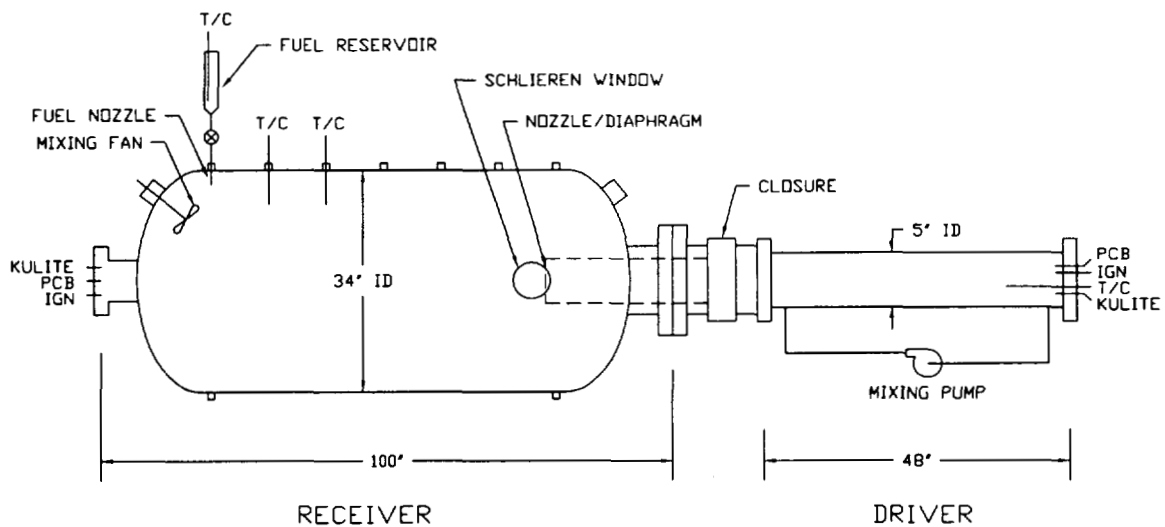 T/C
FUEL RESERVOIR
SCHLIEREN WINDOW
FUEL NOZZLE
T/C
T/C
NOZZLE/DIAPHRAGM
MIXING FAN
CLOSURE
5" ID
KULITE
PCB
IGN
34" ID
PCB
IGN
T/C
KULITE
MIXING PUMP
100"
48"
RECEIVER
DRIVER